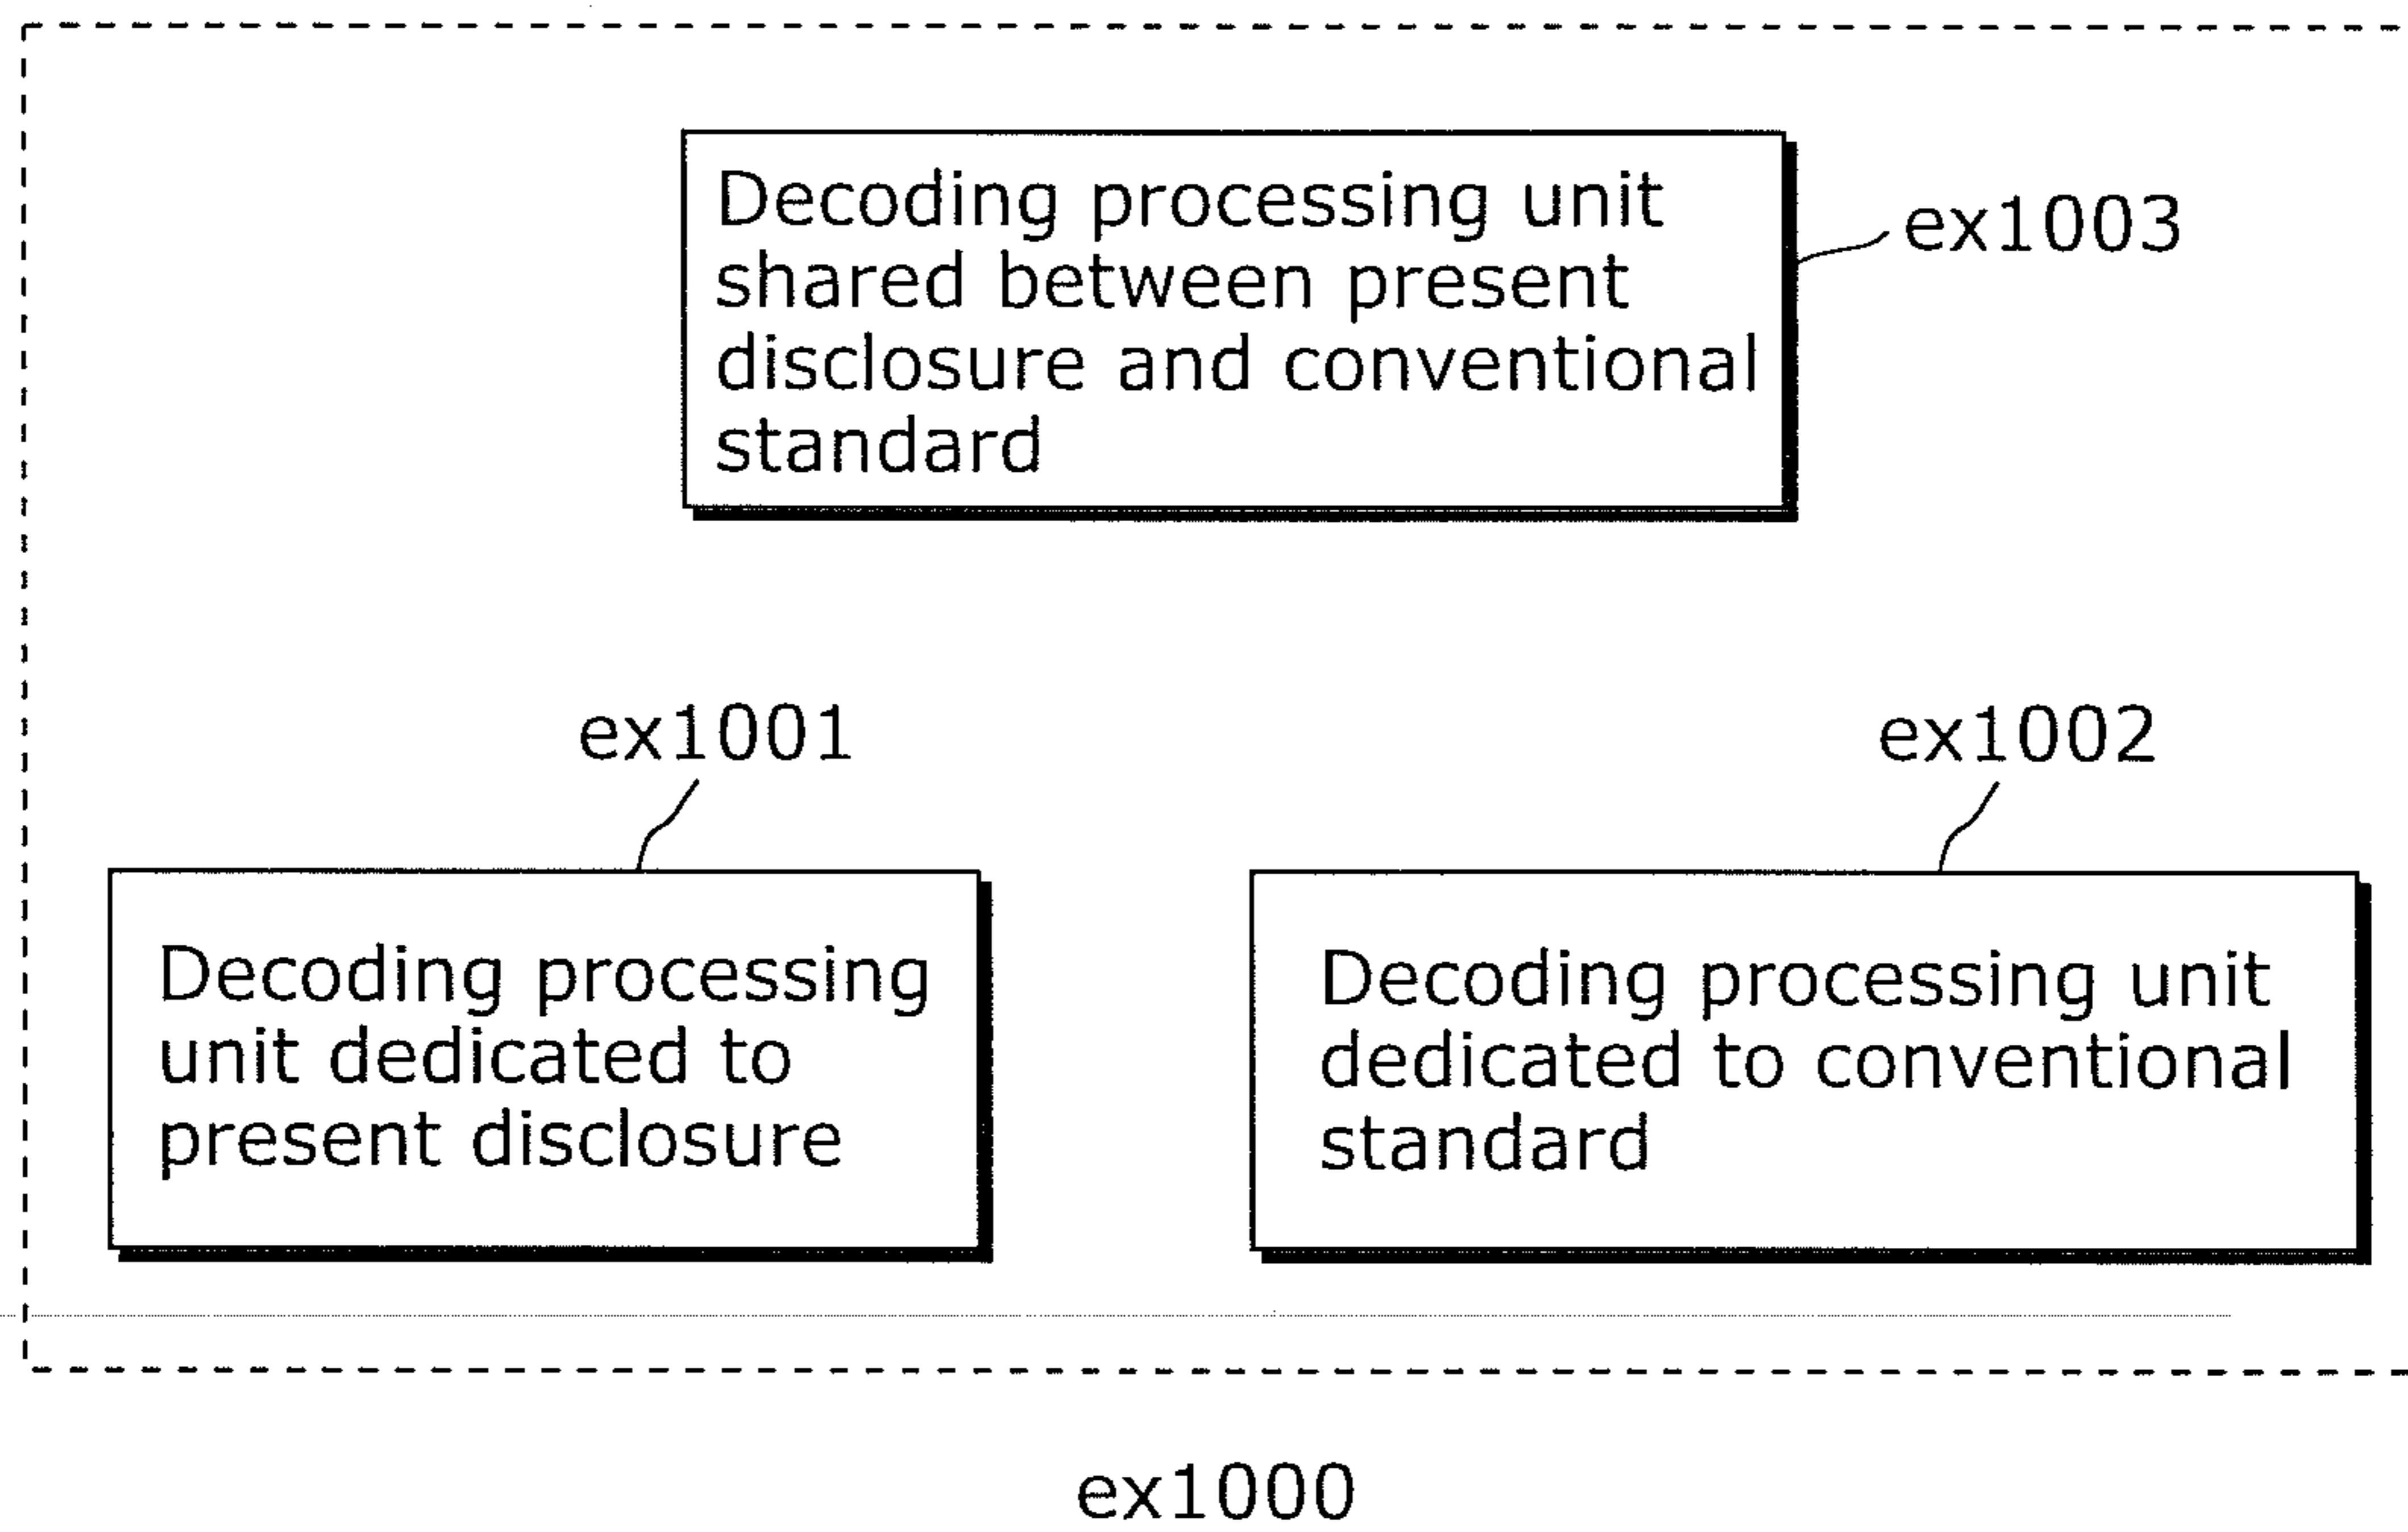 Decoding processing unit
shared between present
disclosure and conventional
standard
ex1003
ex1001
ex1002
Decoding processing
unit dedicated to
present disclosure
Decoding processing unit
dedicated to conventional
standard
ex1000